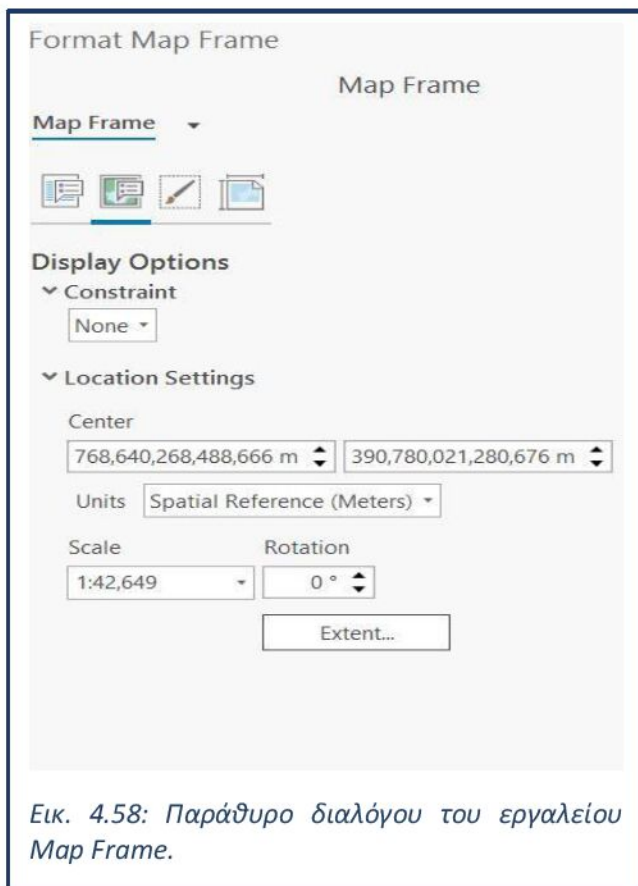 Format Map Frame
Map Frame
Map Frame
Display Options
Constraint
None
Location Settings
Center
768,640,268,488,666 m 390,780,021,280,676 m
Units Spatial Reference (Meters)
Scale Rotation
1:42,649 0 °
Extent...
Εικ. 4.58: Παράθυρο διαλόγου του εργαλείου
Map Frame.